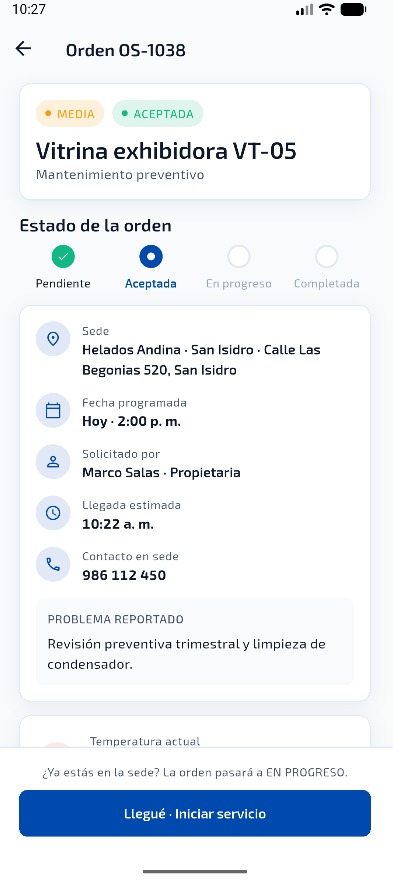 10:27
Orden OS-1038
MEDIA
ACEPTADA
Vitrina exhibidora VT-05
Mantenimiento preventivo
Estado de la orden
Pendiente
Aceptada
En progreso
Completada
Sede
Helados Andina · San Isidro · Calle Las
Begonias 520, San Isidro
Fecha programada
Hoy · 2:00 p. m.
Solicitado por
Marco Salas · Propietaria
Llegada estimada
10:22 a. m.
Contacto en sede
986 112 450
PROBLEMA REPORTADO
Revisión preventiva trimestral y limpieza de
condensador.
Temperatura actual
¿Ya estás en la sede? La orden pasará a EN PROGRESO.
Llegué · Iniciar servicio